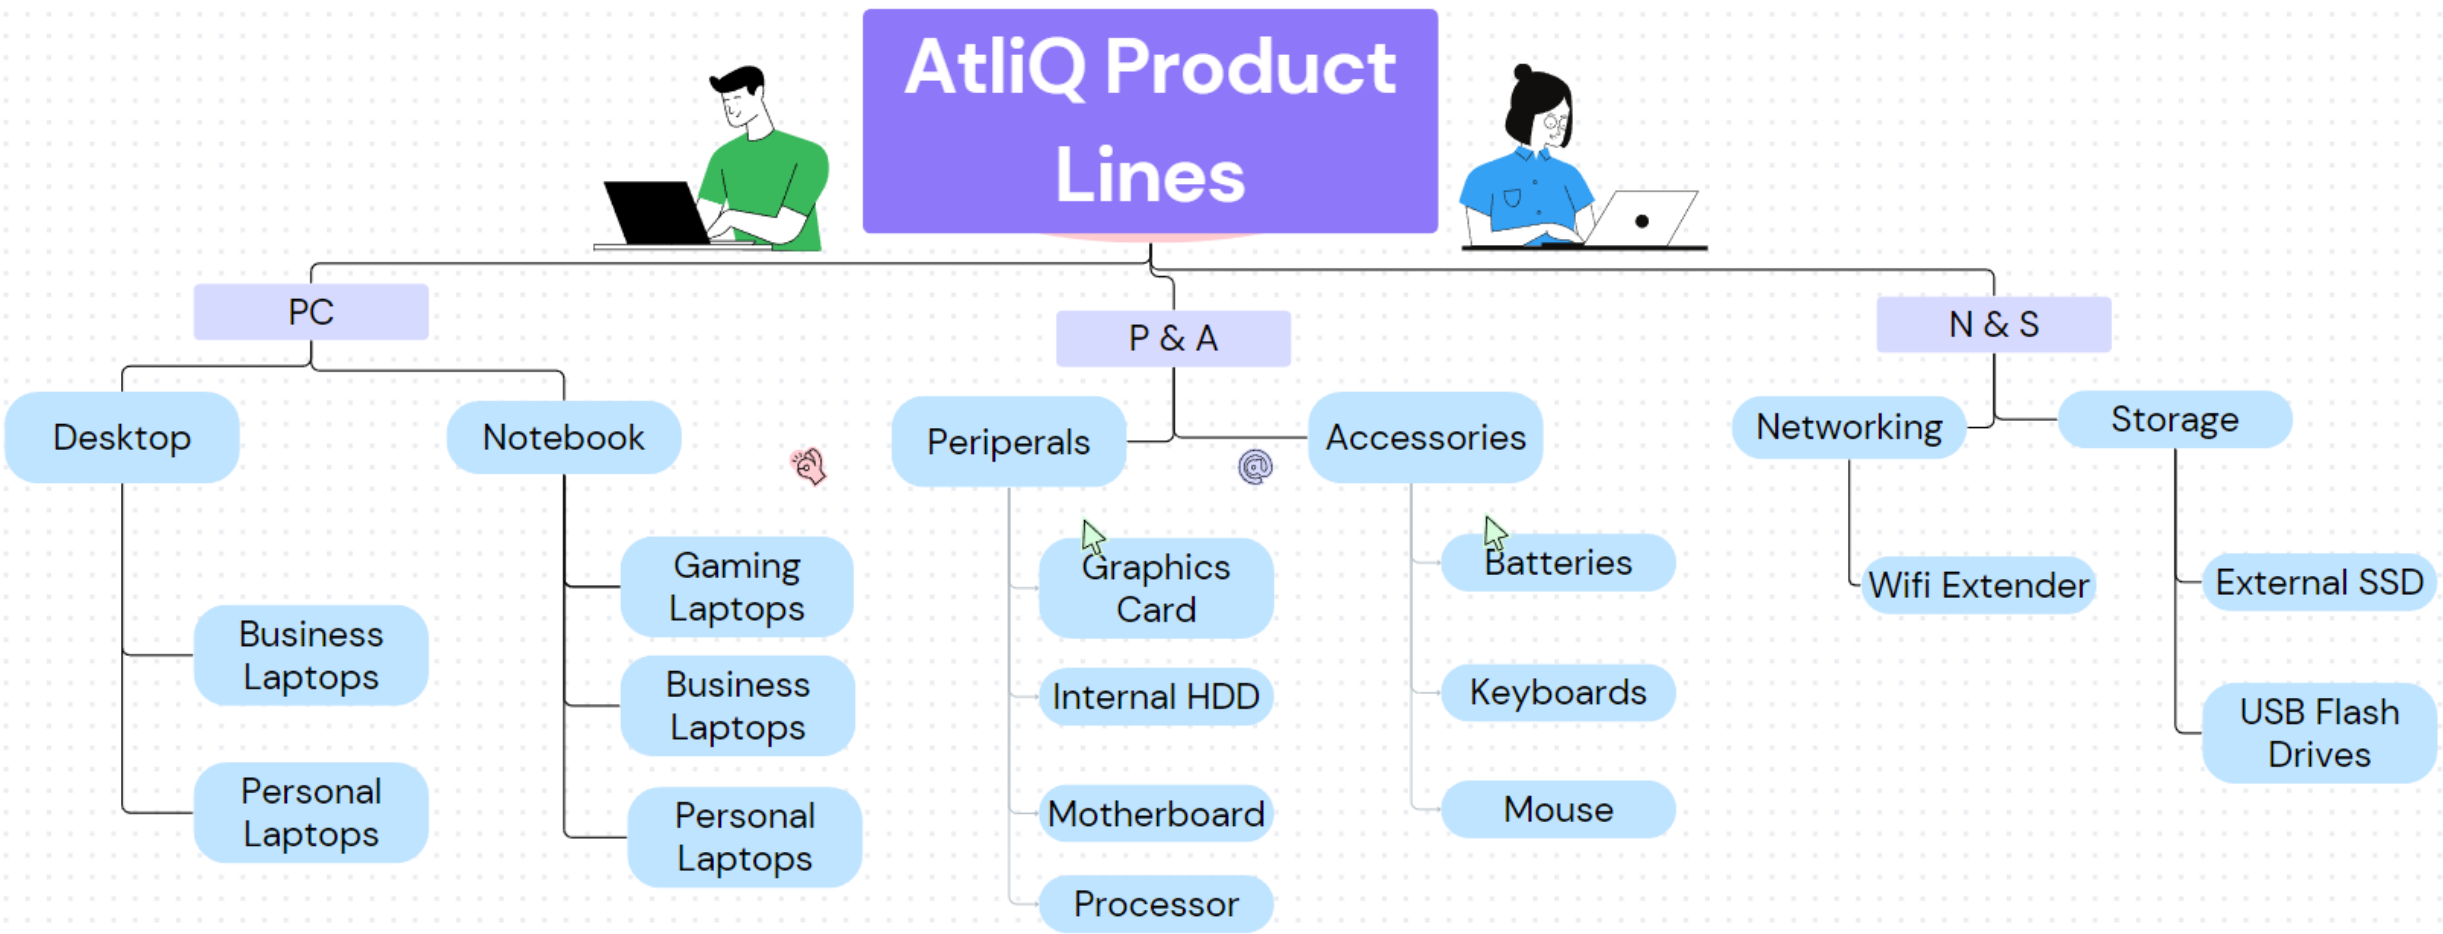 AtliQ Product
Lines
PC
P & A
N & S
Desktop
Notebook
Periperals
Accessories
Networking
Storage
Business
Laptops
Personal
Laptops
Gaming
Laptops
Business
Laptops
Personal
Laptops
Graphics
Card
Internal HDD
Motherboard
Processor
Batteries
Keyboards
Mouse
Wifi Extender
External SSD
USB Flash
Drives